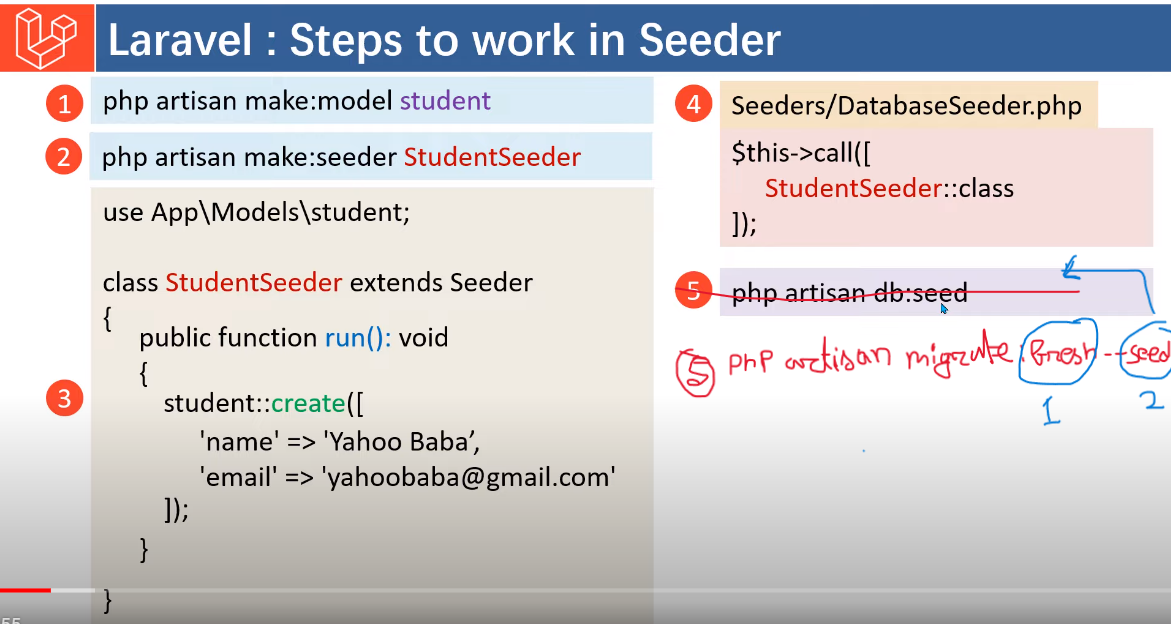 Laravel : Steps to work in Seeder
1 php artisan make:model student
2 php artisan make:seeder StudentSeeder
3
use App\Models\student;
class StudentSeeder extends Seeder
{
public function run(): void
{
student::create([
'name' => 'Yahoo Baba’,
'email' => 'yahoobaba@gmail.com'
]);
}
}
4 Seeders/DatabaseSeeder.php
$this->call([
StudentSeeder::class
]);
5 php artisan db:seed
5 PHP artisan migrate:fresh --seed
1 2
55